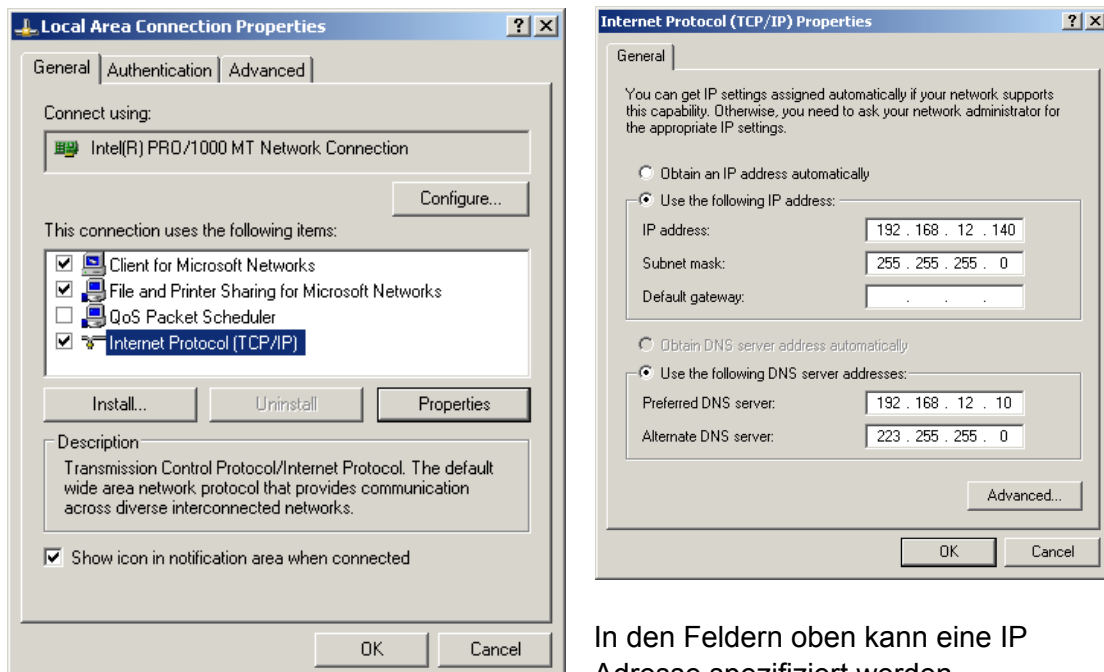 Local Area Connection Properties
General Authentication Advanced
Connect using:
Intel(R) PRO/1000 MT Network Connection
Configure...
This connection uses the following items:
Client for Microsoft Networks
File and Printer Sharing for Microsoft Networks
QoS Packet Scheduler
Internet Protocol (TCP/IP)
Install... Uninstall Properties
Description
Transmission Control Protocol/Internet Protocol. The default
wide area network protocol that provides communication
across diverse interconnected networks.
Show icon in notification area when connected
OK Cancel
Internet Protocol (TCP/IP) Properties
General
You can get IP settings assigned automatically if your network supports
this capability. Otherwise, you need to ask your network administrator for
the appropriate IP settings.
Obtain an IP address automatically
Use the following IP address:
IP address: 192 . 168 . 12 . 140
Subnet mask: 255 . 255 . 255 . 0
Default gateway: . . .
Obtain DNS server address automatically
Use the following DNS server addresses:
Preferred DNS server: 192 . 168 . 12 . 10
Alternate DNS server: 223 . 255 . 255 . 0
Advanced...
OK Cancel
In den Feldern oben kann eine IP
Adresse spezifiziert werden